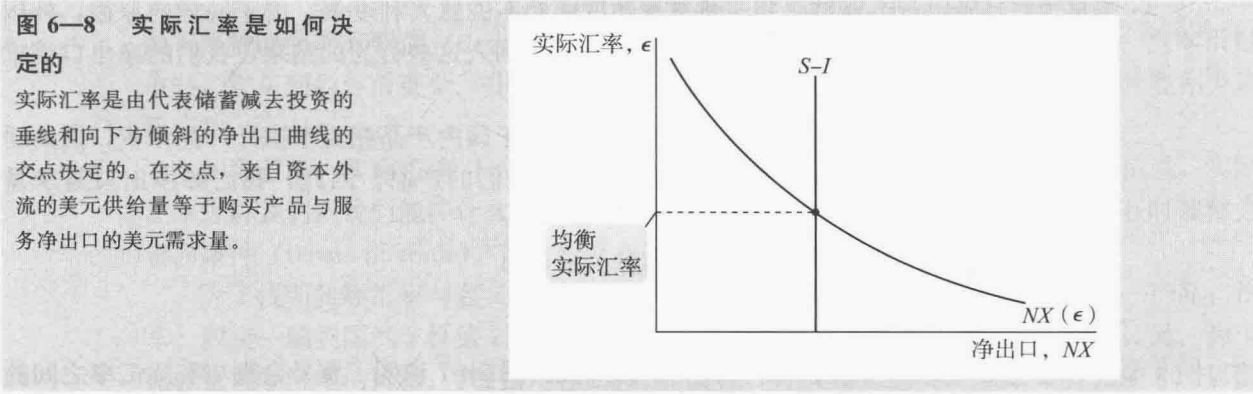 图 6—8 实际汇率是如何决
定的
实际汇率是由代表储蓄减去投资的
垂线和向下方倾斜的净出口曲线的
交点决定的。在交点，来自资本外
流的美元供给量等于购买产品与服
务净出口的美元需求量。
实际汇率，ϵ
S–I
均衡
实际汇率
NX（ϵ）
净出口，NX